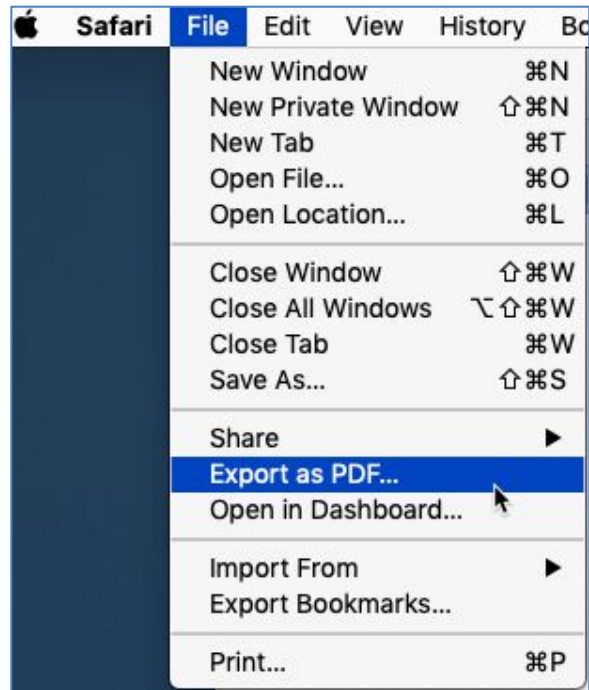 Safari File Edit View History Bo
New Window ⌘N
New Private Window ⇧⌘N
New Tab ⌘T
Open File... ⌘O
Open Location... ⌘L
Close Window ⇧⌘W
Close All Windows ⌥⇧⌘W
Close Tab ⌘W
Save As... ⇧⌘S
Share ▶
Export as PDF...
Open in Dashboard...
Import From ▶
Export Bookmarks...
Print... ⌘P